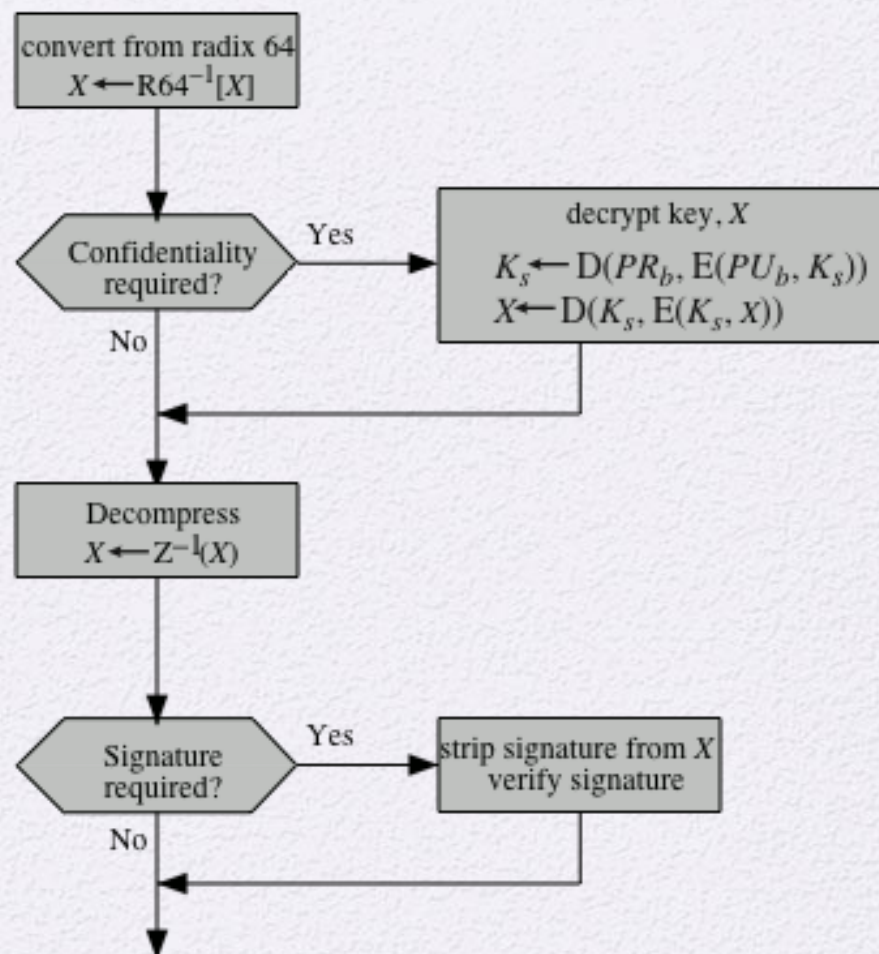 convert from radix 64
X ← R64⁻¹[X]
Confidentiality
required?
Yes
No
decrypt key, X
Kₛ ← D(PR_b, E(PU_b, Kₛ))
X ← D(Kₛ, E(Kₛ, X))
Decompress
X ← Z⁻¹(X)
Signature
required?
Yes
No
strip signature from X
verify signature